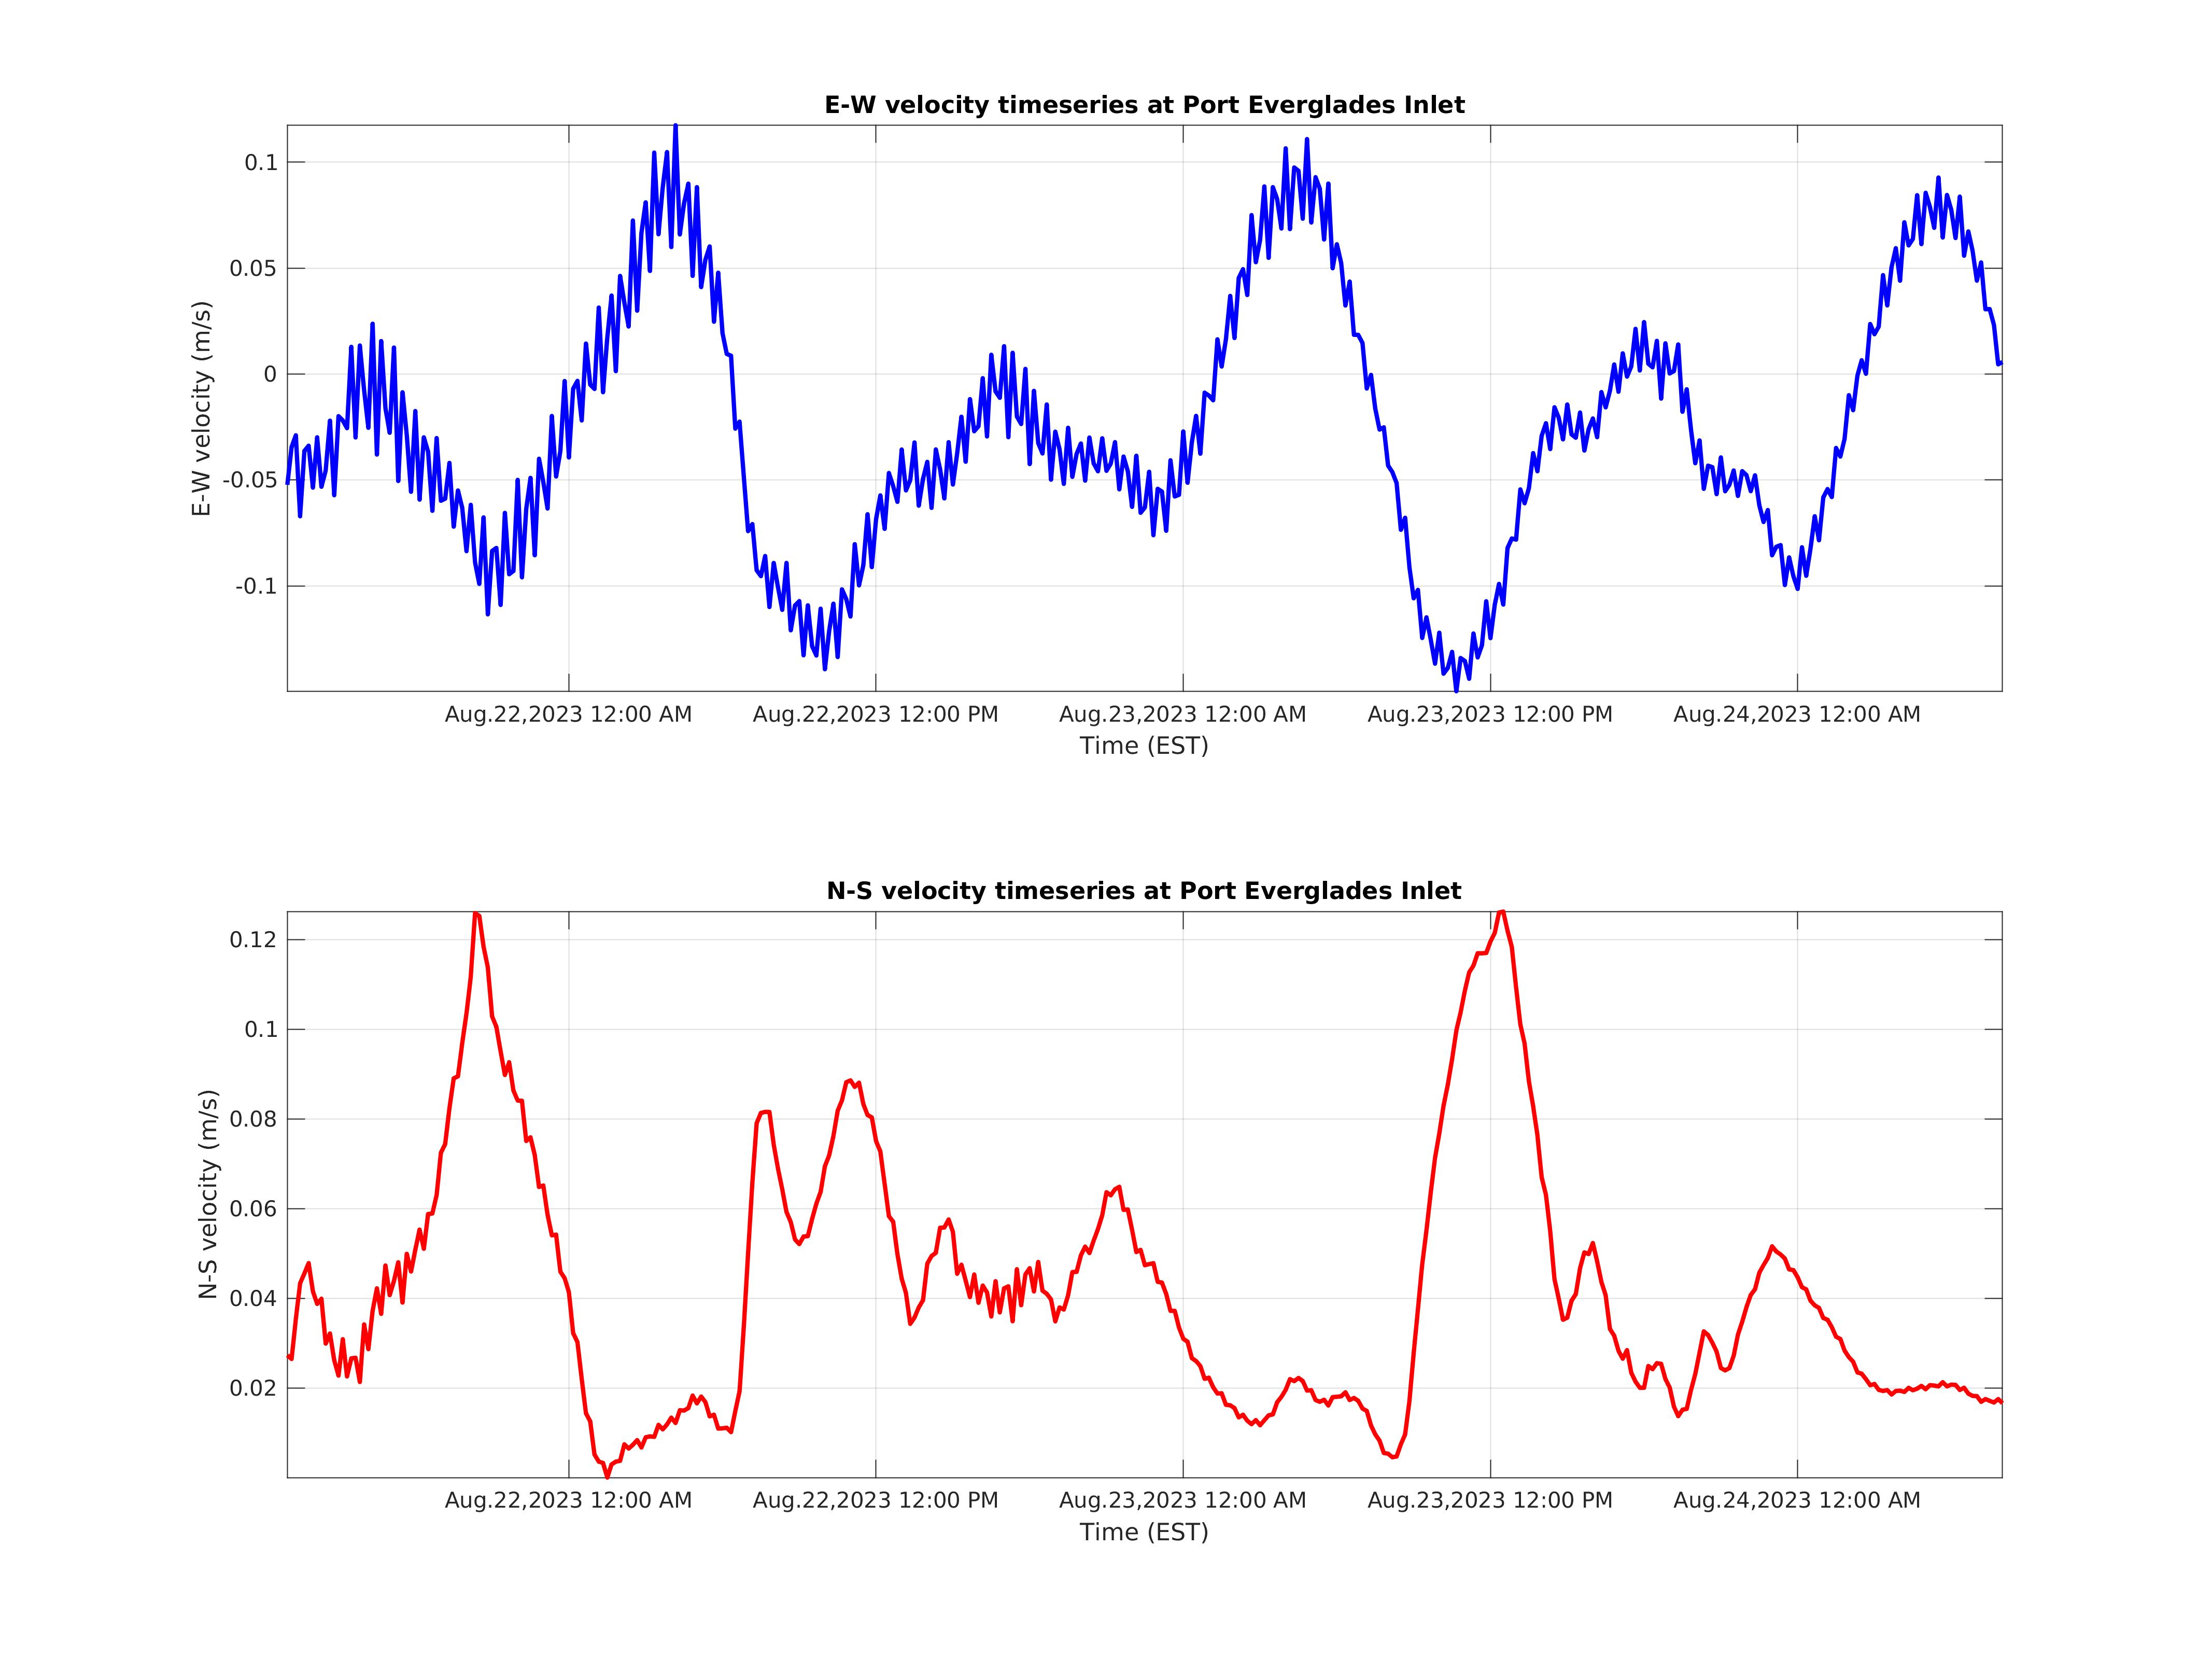 E-W velocity timeseries at Port Everglades Inlet
E-W velocity (m/s)
0.1
0.05
0
-0.05
-0.1
Aug.22,2023 12:00 AM
Aug.22,2023 12:00 PM
Aug.23,2023 12:00 AM
Aug.23,2023 12:00 PM
Aug.24,2023 12:00 AM
Time (EST)
N-S velocity timeseries at Port Everglades Inlet
N-S velocity (m/s)
0.12
0.1
0.08
0.06
0.04
0.02
Aug.22,2023 12:00 AM
Aug.22,2023 12:00 PM
Aug.23,2023 12:00 AM
Aug.23,2023 12:00 PM
Aug.24,2023 12:00 AM
Time (EST)